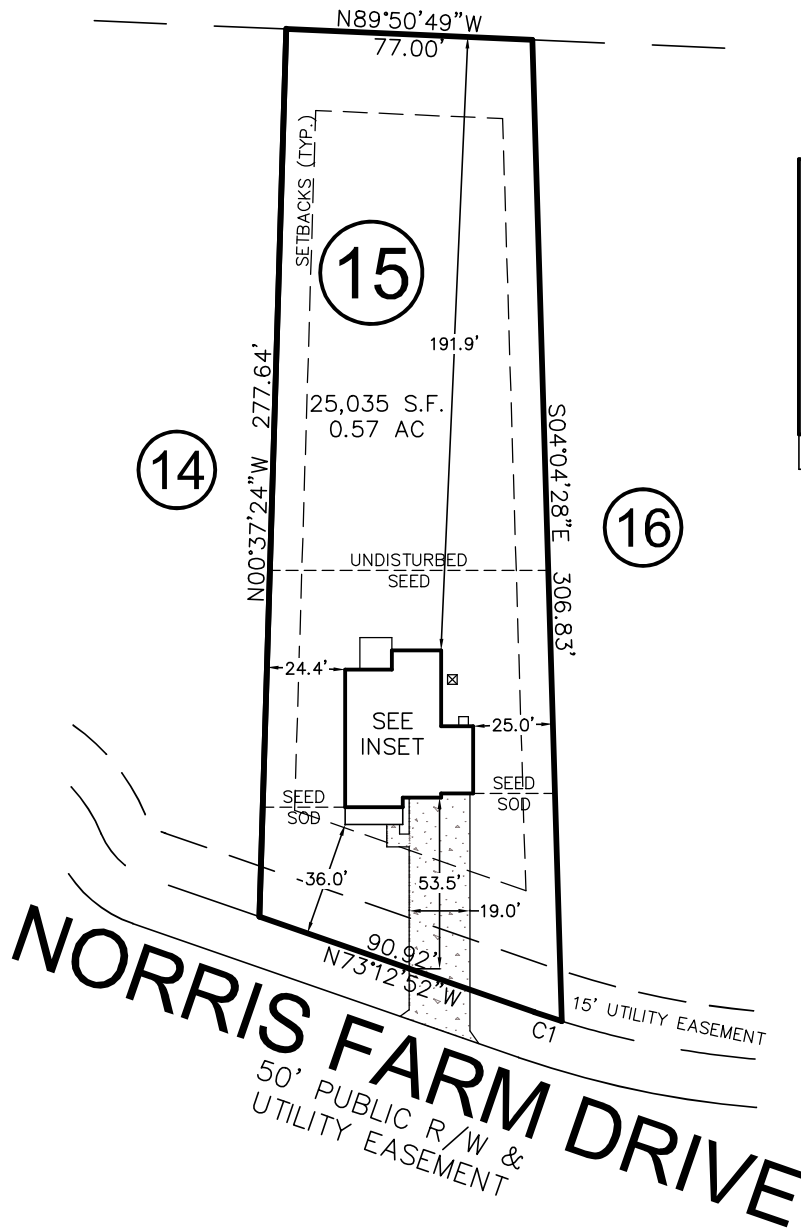 N89°50'49"W
77.00'
SETBACKS (TYP.)
15
191.9'
25,035 S.F.
0.57 AC
N00°37'24"W 277.64'
S04°04'28"E 306.83'
14
16
UNDISTURBED
SEED
24.4'
SEE
INSET
25.0'
SEED
SOD
SEED
SOD
36.0'
53.5'
19.0'
90.92'
N73°12'52"W
C1
15' UTILITY EASEMENT
NORRIS FARM DRIVE
50' PUBLIC R/W &
UTILITY EASEMENT